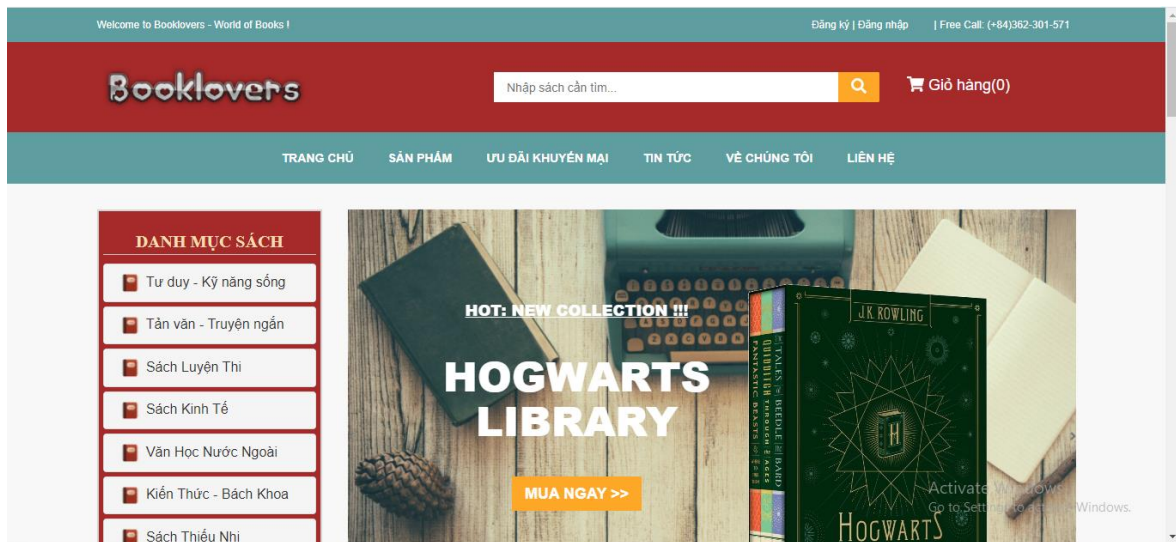 Welcome to Booklovers - World of Books !
Đăng ký | Đăng nhập | Free Call: (+84)362-301-571
Booklovers
Nhập sách cần tìm...
Giỏ hàng(0)
TRANG CHỦ SẢN PHẨM ƯU ĐÃI KHUYẾN MẠI TIN TỨC VỀ CHÚNG TÔI LIÊN HỆ
DANH MỤC SÁCH
Tư duy - Kỹ năng sống
Tản văn - Truyện ngắn
Sách Luyện Thi
Sách Kinh Tế
Văn Học Nước Ngoài
Kiến Thức - Bách Khoa
Sách Thiếu Nhi
HOT: NEW COLLECTION !!!
HOGWARTS
LIBRARY
MUA NGAY >>
J.K. ROWLING
FANTASTIC BEASTS
QUIDDITCH THROUGH THE AGES
TALES OF BEEDLE THE BARD
H
HOGWARTS
Activate Windows
Go to Settings to activate Windows.